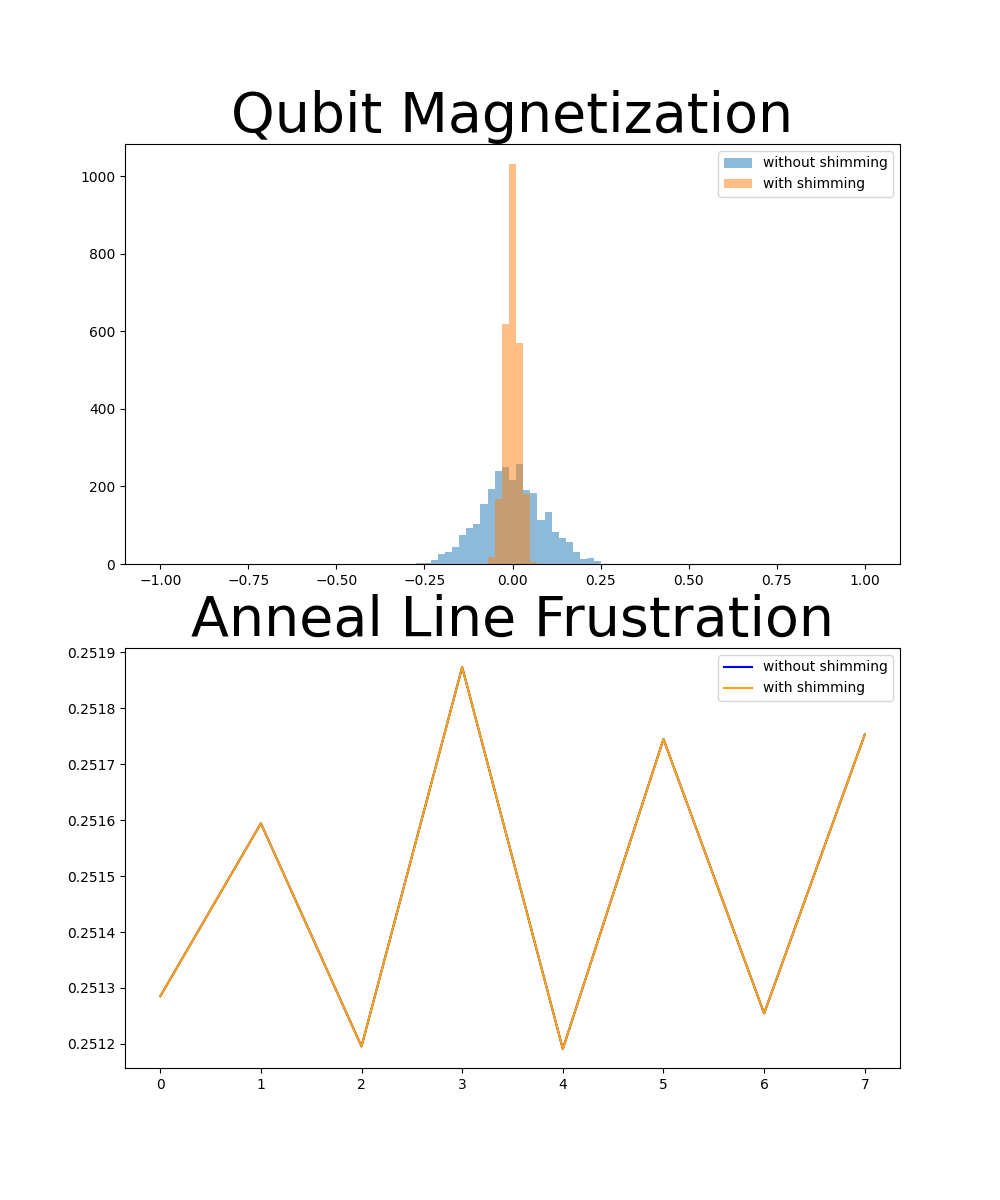 Qubit Magnetization
without shimming
with shimming
1000
800
600
400
200
0
−1.00 −0.75 −0.50 −0.25 0.00 0.25 0.50 0.75 1.00
Anneal Line Frustration
without shimming
with shimming
0.2519
0.2518
0.2517
0.2516
0.2515
0.2514
0.2513
0.2512
0 1 2 3 4 5 6 7